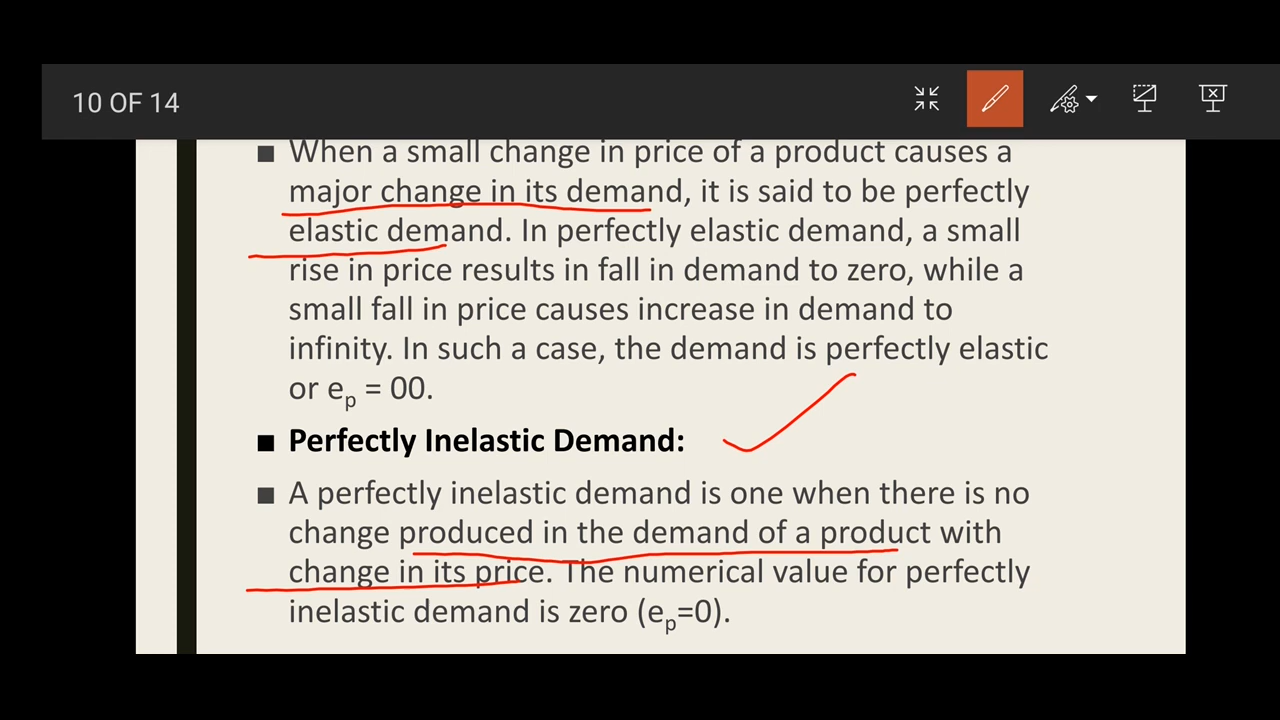 10 OF 14
■ When a small change in price of a product causes a
major change in its demand, it is said to be perfectly
elastic demand. In perfectly elastic demand, a small
rise in price results in fall in demand to zero, while a
small fall in price causes increase in demand to
infinity. In such a case, the demand is perfectly elastic
or eₚ = 00.
■ Perfectly Inelastic Demand:
■ A perfectly inelastic demand is one when there is no
change produced in the demand of a product with
change in its price. The numerical value for perfectly
inelastic demand is zero (eₚ=0).